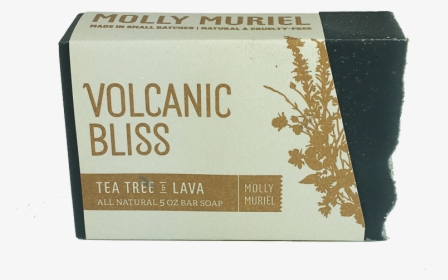 MOLLY MURIEL
MADE IN SMALL BATCHES | NATURAL & CRUELTY-FREE
VOLCANIC
BLISS
TEA TREE & LAVA
ALL NATURAL 5 OZ BAR SOAP
MOLLY
MURIEL